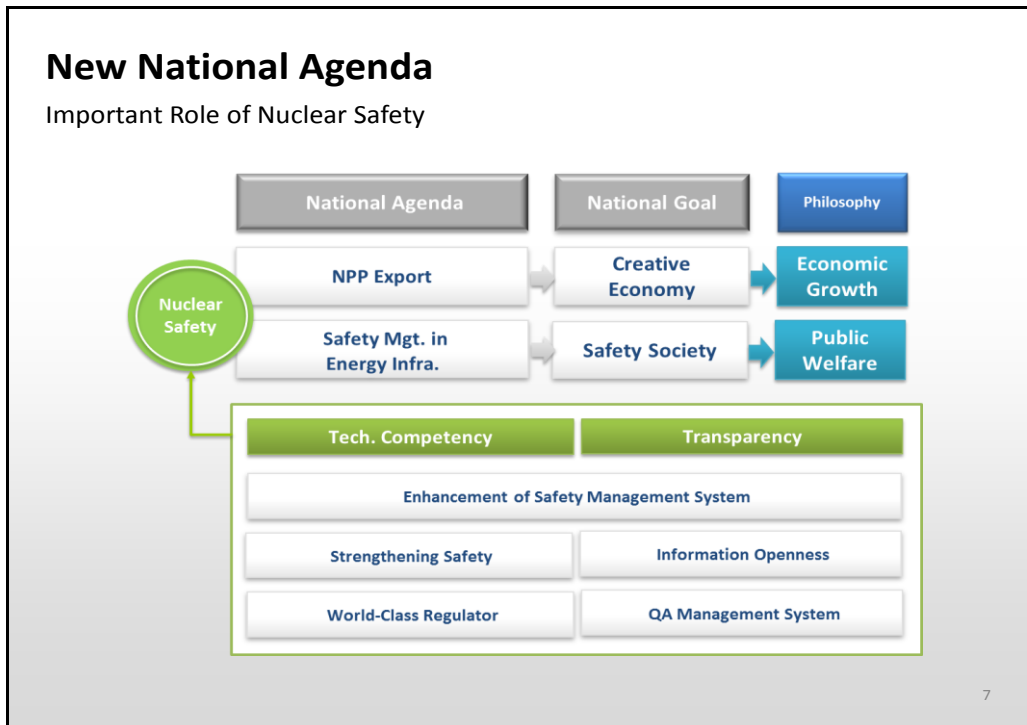 New National Agenda
Important Role of Nuclear Safety
National Agenda
National Goal
Philosophy
NPP Export
Creative
Economy
Economic
Growth
Nuclear
Safety
Safety Mgt. in
Energy Infra.
Safety Society
Public
Welfare
Tech. Competency
Transparency
Enhancement of Safety Management System
Strengthening Safety
Information Openness
World-Class Regulator
QA Management System
7